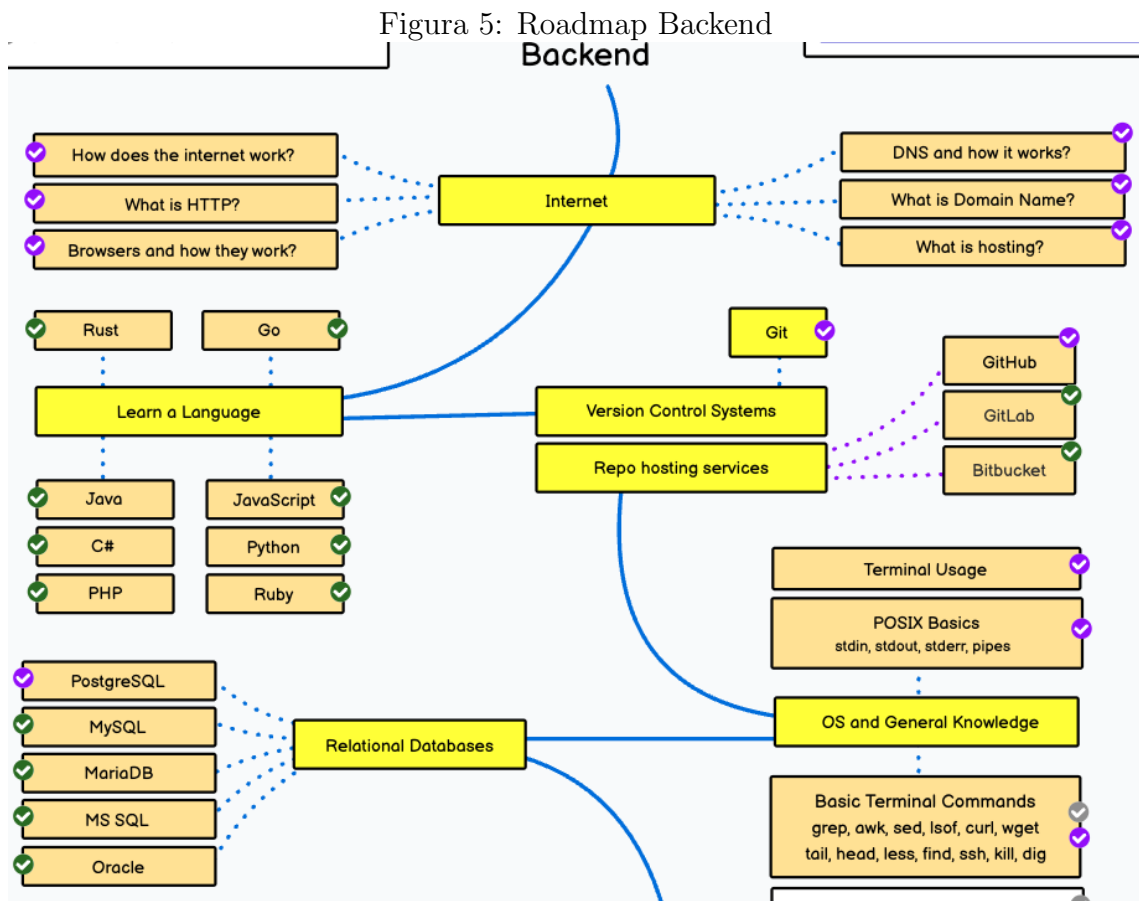 Figura 5: Roadmap Backend
Backend
How does the internet work?
What is HTTP?
Browsers and how they work?
Internet
DNS and how it works?
What is Domain Name?
What is hosting?
Rust
Go
Learn a Language
Java
JavaScript
C#
Python
PHP
Ruby
Git
Version Control Systems
Repo hosting services
GitHub
GitLab
Bitbucket
Terminal Usage
POSIX Basics
stdin, stdout, stderr, pipes
OS and General Knowledge
Basic Terminal Commands
grep, awk, sed, lsof, curl, wget
tail, head, less, find, ssh, kill, dig
PostgreSQL
MySQL
MariaDB
MS SQL
Oracle
Relational Databases